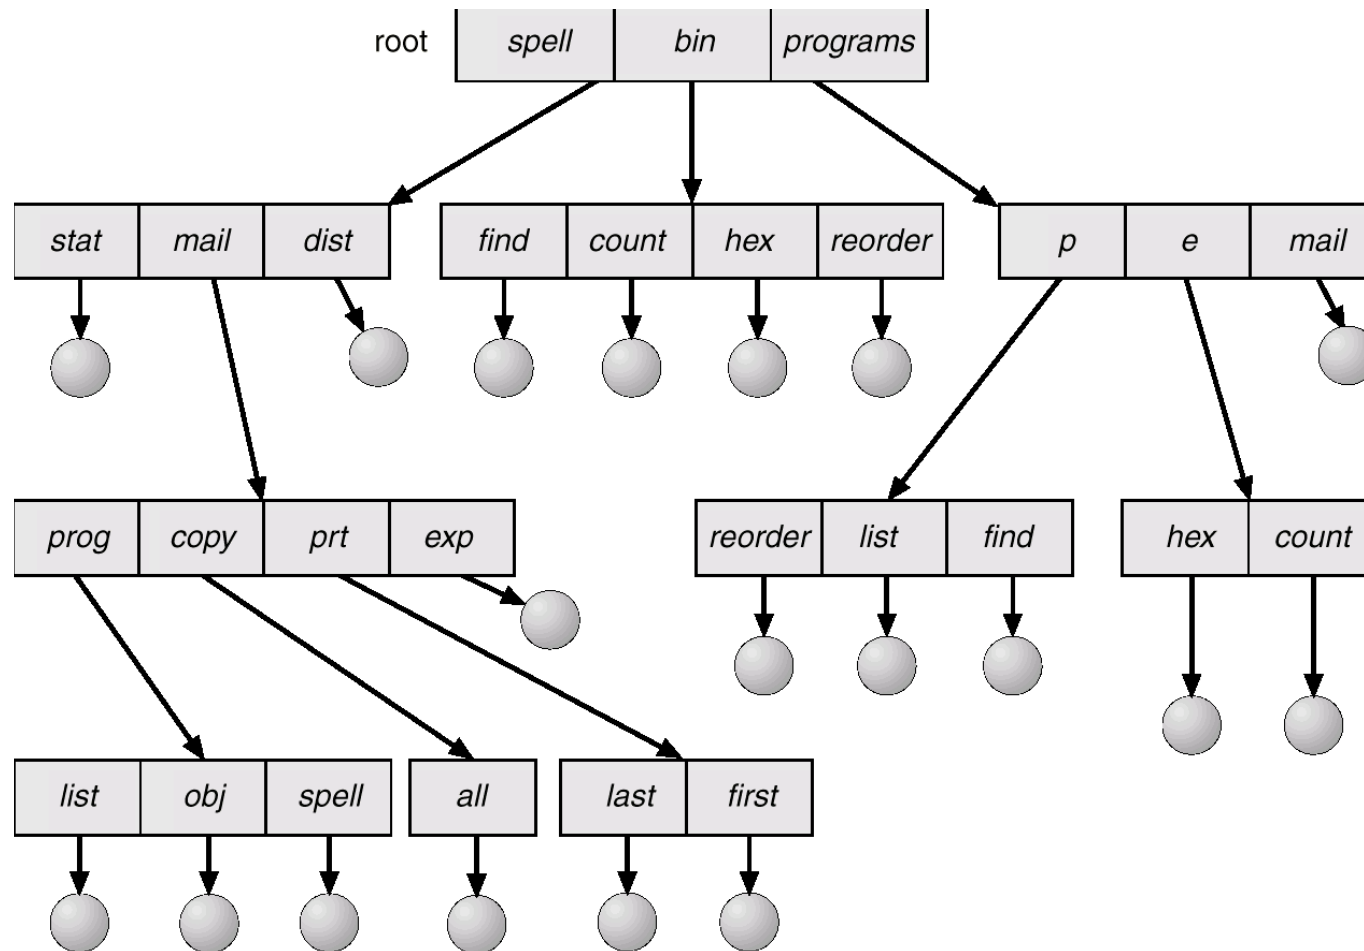 root spell bin programs
stat mail dist find count hex reorder p e mail
prog copy prt exp reorder list find hex count
list obj spell all last first